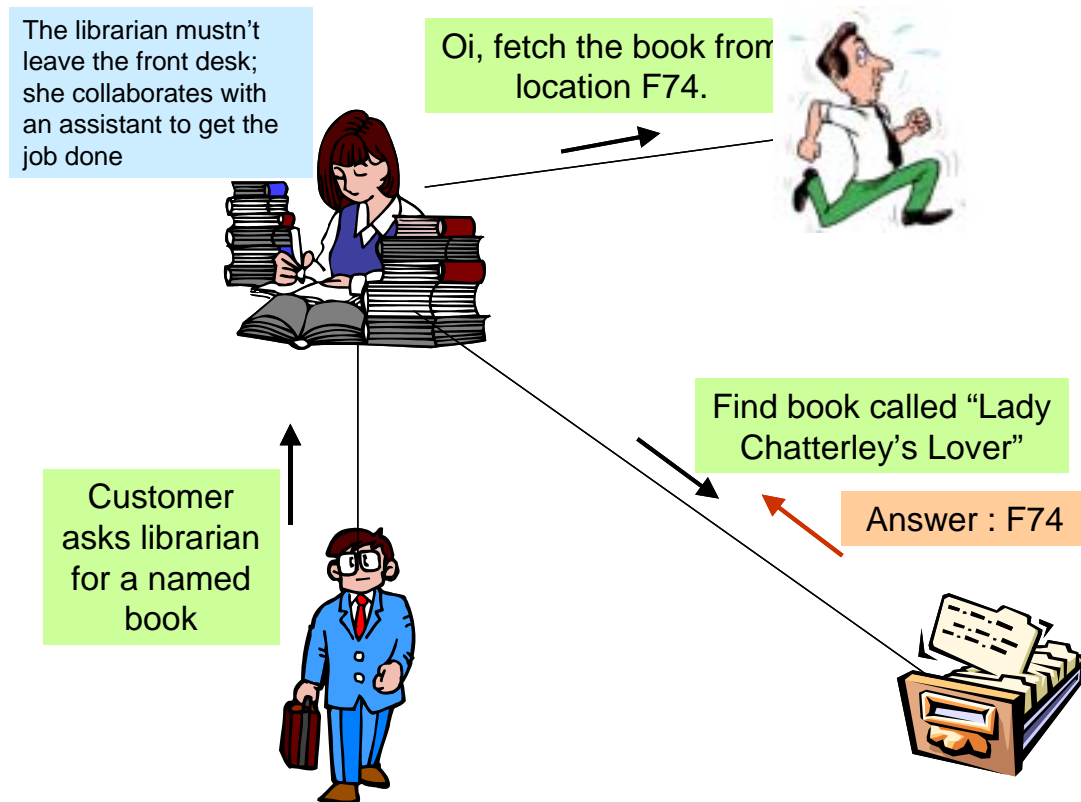 The librarian mustn’t
leave the front desk;
she collaborates with
an assistant to get the
job done
Oi, fetch the book from
location F74.
Find book called “Lady
Chatterley’s Lover”
Answer : F74
Customer
asks librarian
for a named
book